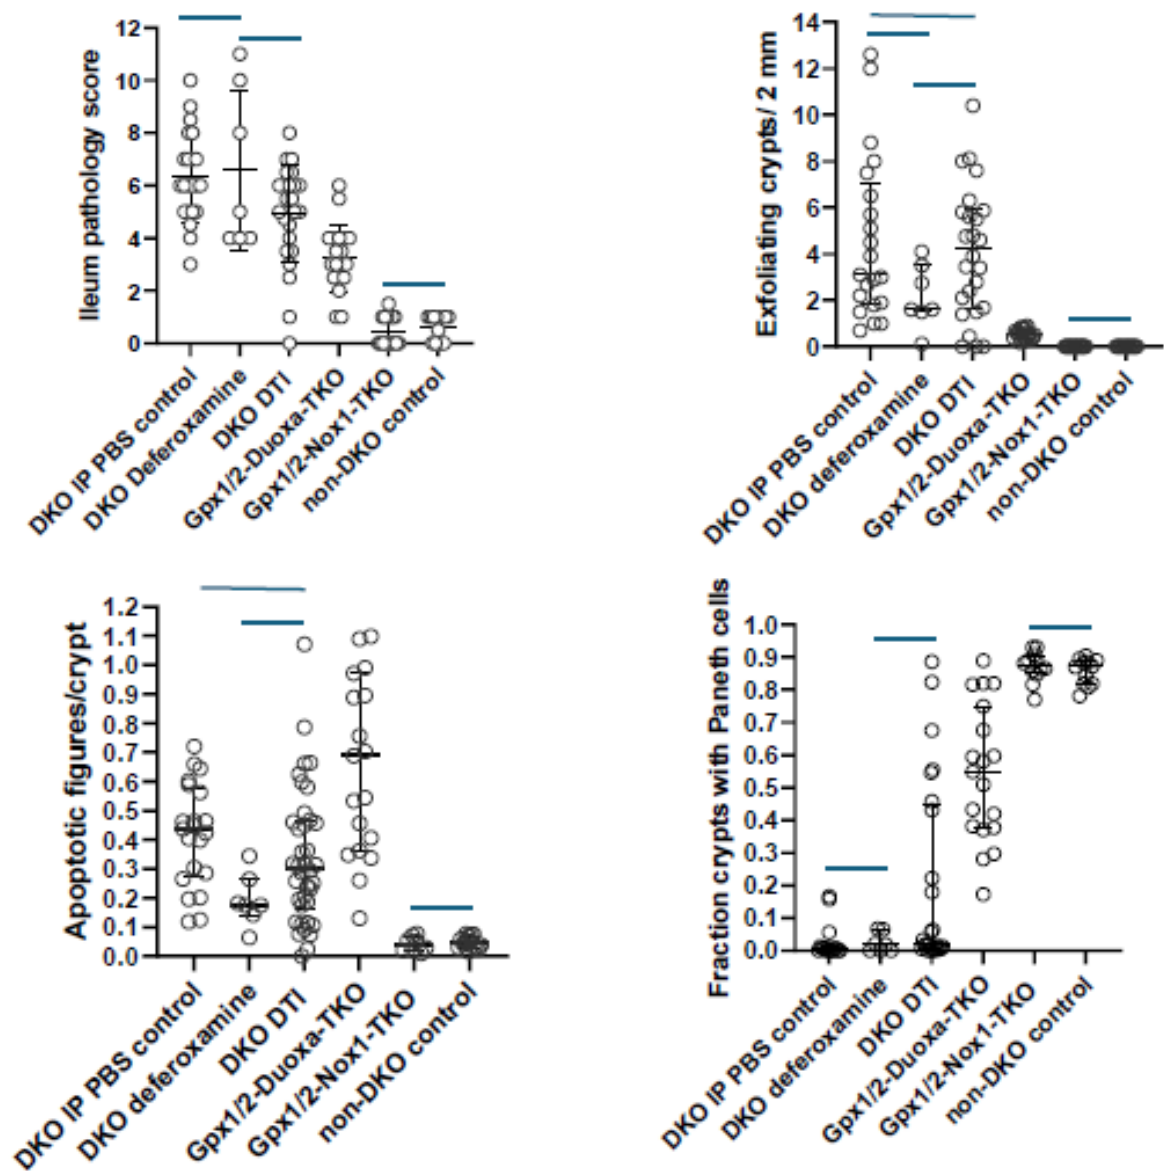 Ileum pathology score
12
10
8
6
4
2
0
DKO IP PBS control
DKO Deferoxamine
DKO DTI
Gpx1/2-Duoxa-TKO
Gpx1/2-Nox1-TKO
non-DKO control
Exfoliating crypts/ 2 mm
14
12
10
8
6
4
2
0
DKO IP PBS control
DKO deferoxamine
DKO DTI
Gpx1/2-Duoxa-TKO
Gpx1/2-Nox1-TKO
non-DKO control
Apoptotic figures/crypt
1.2
1.1
1.0
0.9
0.8
0.7
0.6
0.5
0.4
0.3
0.2
0.1
0.0
DKO IP PBS control
DKO deferoxamine
DKO DTI
Gpx1/2-Duoxa-TKO
Gpx1/2-Nox1-TKO
non-DKO control
Fraction crypts with Paneth cells
1.0
0.9
0.8
0.7
0.6
0.5
0.4
0.3
0.2
0.1
0.0
DKO IP PBS control
DKO deferoxamine
DKO DTI
Gpx1/2-Duoxa-TKO
Gpx1/2-Nox1-TKO
non-DKO control